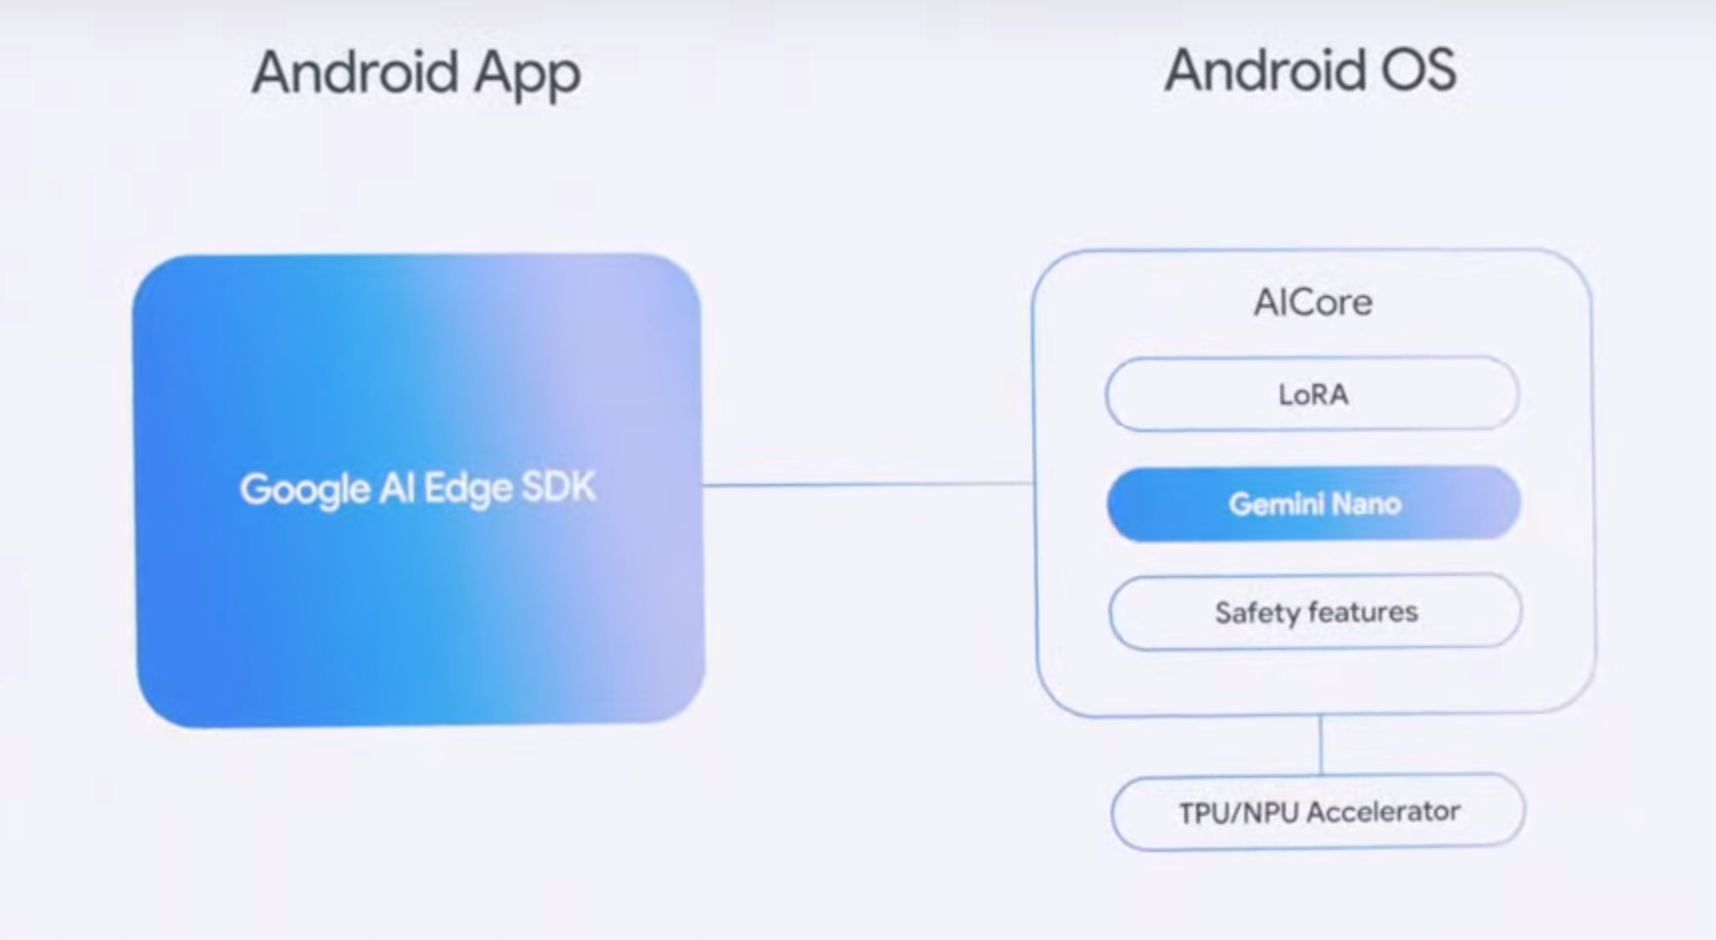 Android App
Android OS
Google AI Edge SDK
AICore
LoRA
Gemini Nano
Safety features
TPU/NPU Accelerator